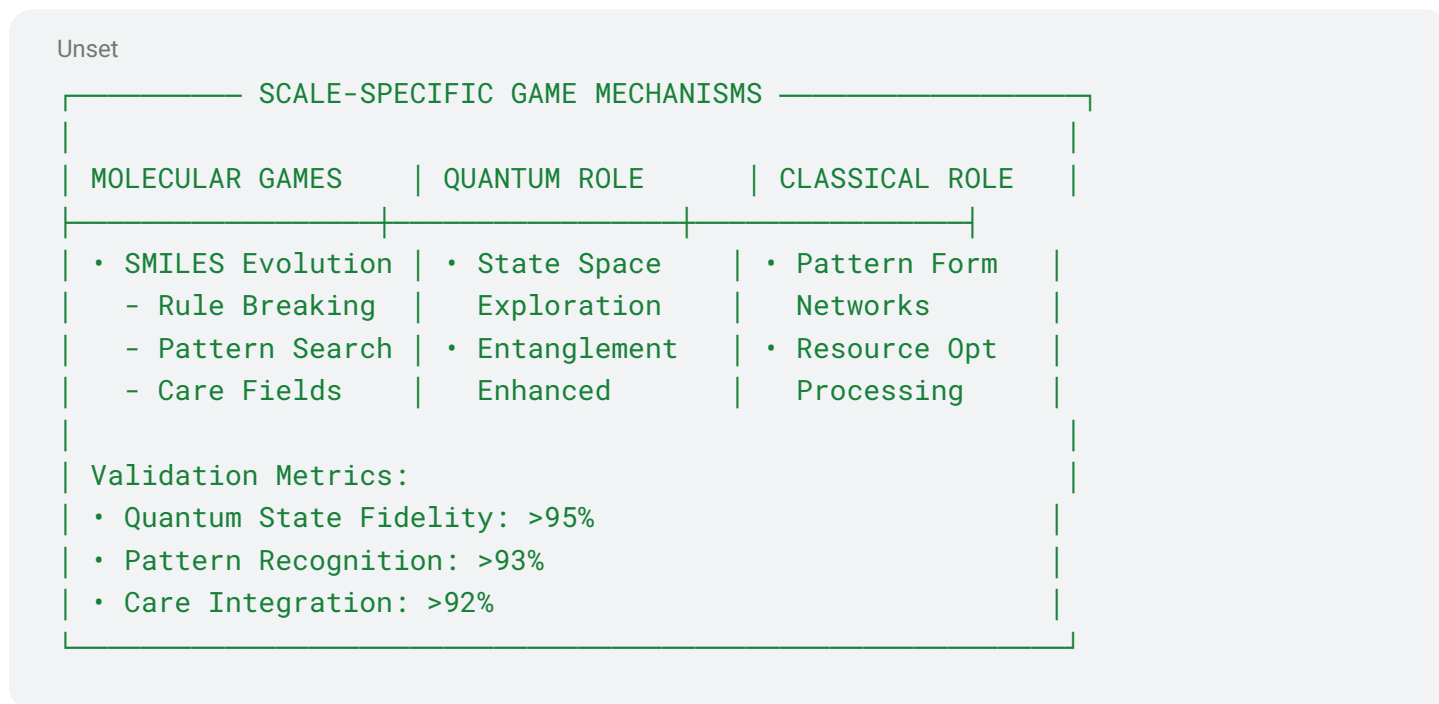 Unset
┌────────── SCALE-SPECIFIC GAME MECHANISMS ──────────────────┐
│ │
│ MOLECULAR GAMES │ QUANTUM ROLE │ CLASSICAL ROLE │
├──────────────────┼─────────────────┼────────────────┤
│ • SMILES Evolution │ • State Space │ • Pattern Form │
│ - Rule Breaking │ Exploration │ Networks │
│ - Pattern Search │ • Entanglement │ • Resource Opt │
│ - Care Fields │ Enhanced │ Processing │
│ │
│ Validation Metrics: │
│ • Quantum State Fidelity: >95% │
│ • Pattern Recognition: >93% │
│ • Care Integration: >92% │
└───────────────────────────────────────────────────────────┘